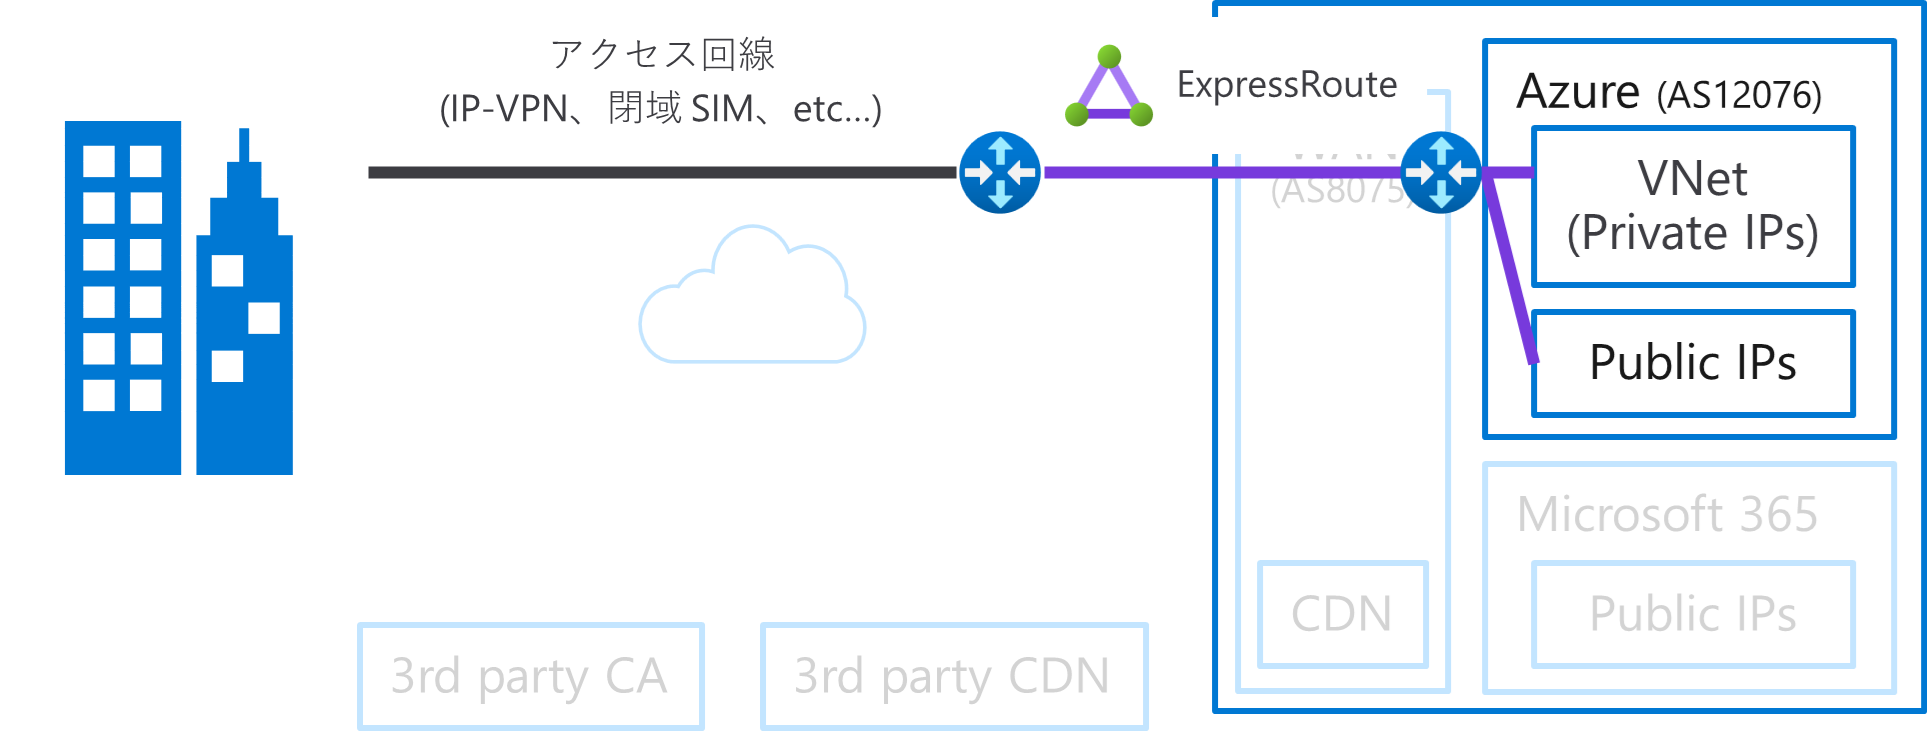 アクセス回線
(IP-VPN、閉域 SIM、etc...)
ExpressRoute
Azure (AS12076)
VNet
(Private IPs)
Public IPs
(AS8075)
Microsoft 365
Public IPs
CDN
3rd party CA
3rd party CDN